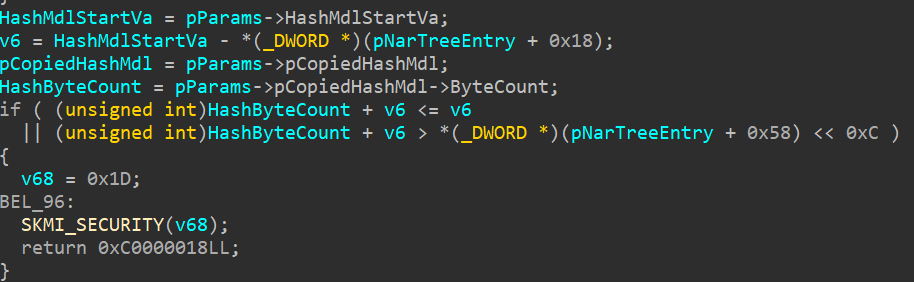 HashMdlStartVa = pParams->HashMdlStartVa;
v6 = HashMdlStartVa - *(_DWORD *)(pNarTreeEntry + 0x18);
pCopiedHashMdl = pParams->pCopiedHashMdl;
HashByteCount = pParams->pCopiedHashMdl->ByteCount;
if ( (unsigned int)HashByteCount + v6 <= v6
|| (unsigned int)HashByteCount + v6 > *(_DWORD *)(pNarTreeEntry + 0x58) << 0xC )
{
v68 = 0x1D;
BEL_96:
SKMI_SECURITY(v68);
return 0xC0000018LL;
}